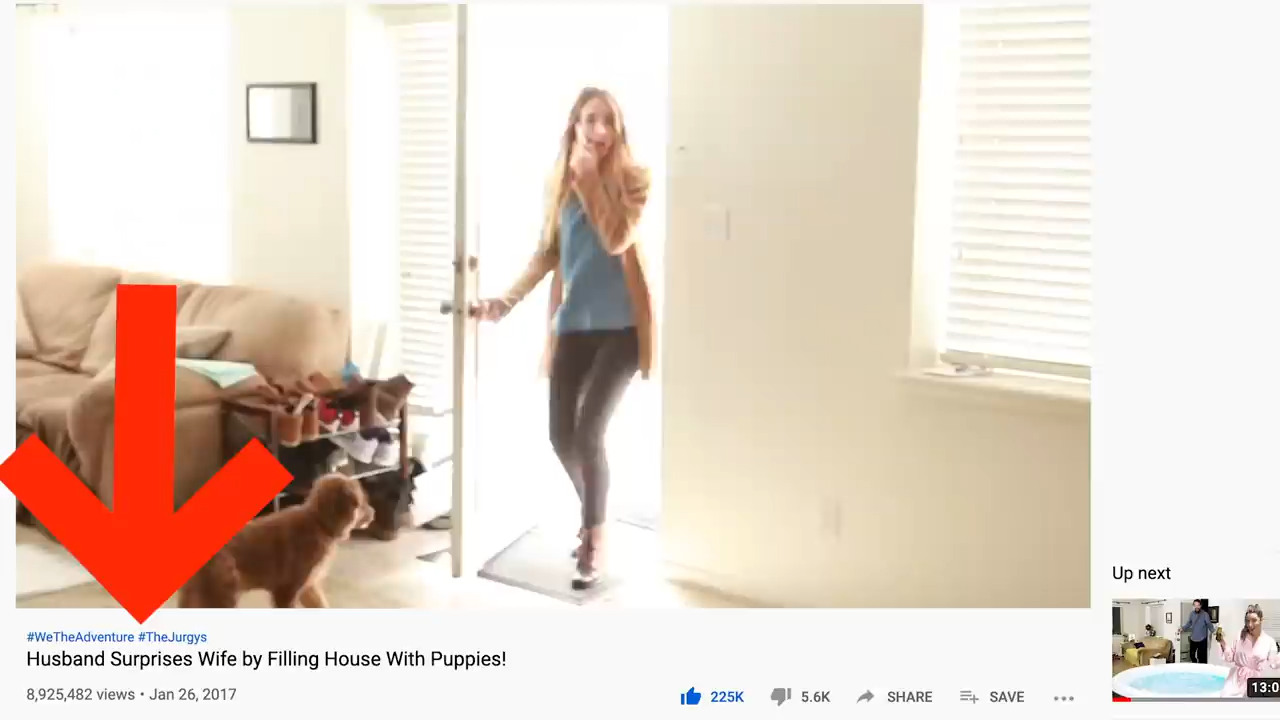 #WeTheAdventure #TheJurgys
Husband Surprises Wife by Filling House With Puppies!
8,925,482 views • Jan 26, 2017
225K
5.6K
SHARE
SAVE
Up next
13:0